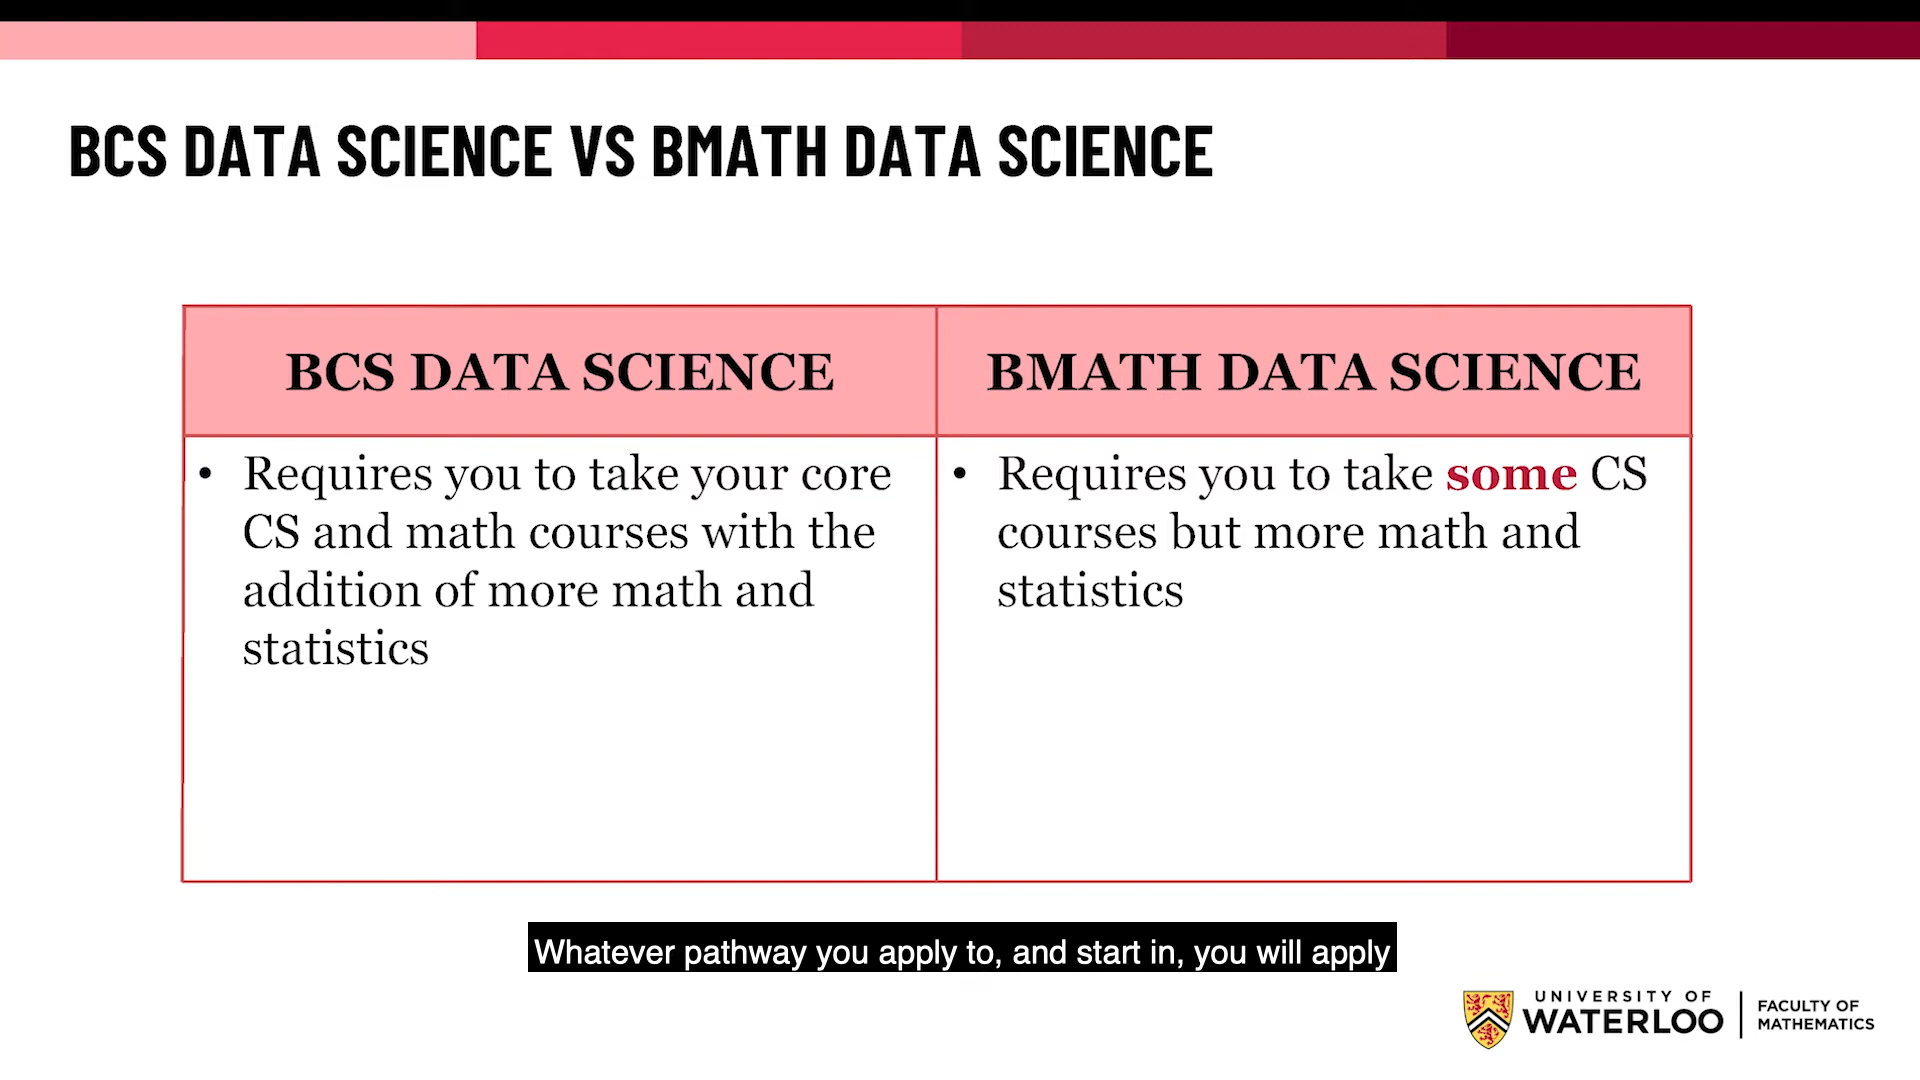 BCS DATA SCIENCE VS BMATH DATA SCIENCE
BCS DATA SCIENCE
• Requires you to take your core
CS and math courses with the
addition of more math and
statistics
BMATH DATA SCIENCE
• Requires you to take some CS
courses but more math and
statistics
Whatever pathway you apply to, and start in, you will apply
UNIVERSITY OF
WATERLOO
FACULTY OF
MATHEMATICS